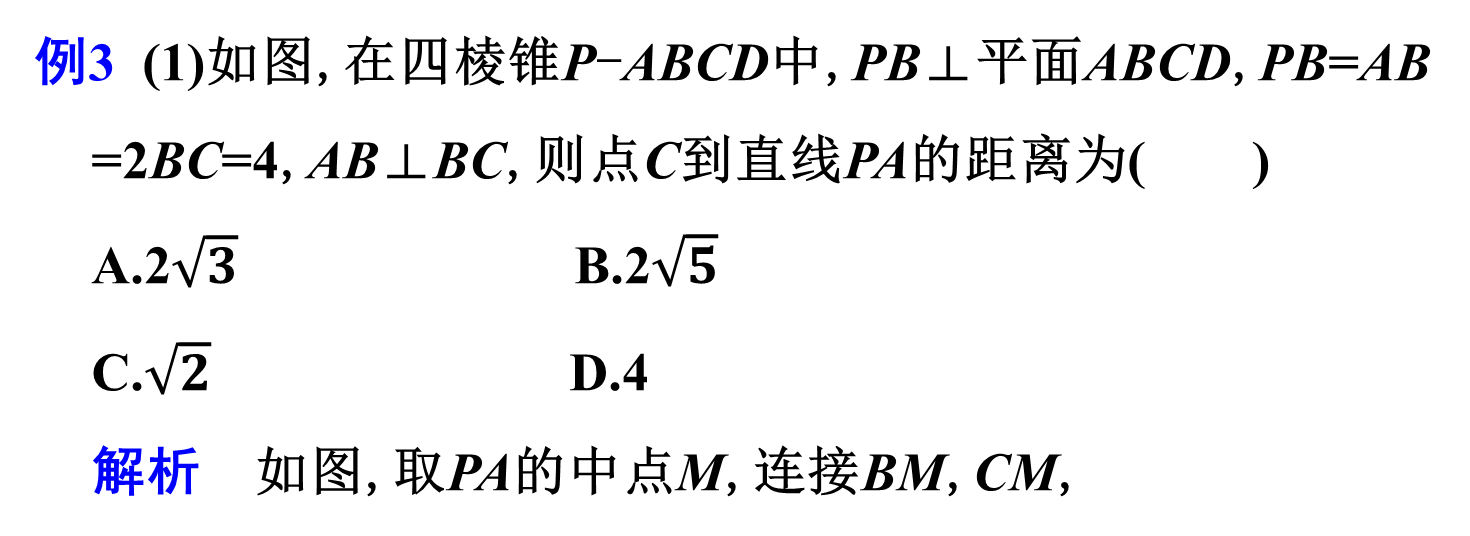 例3 (1)如图,在四棱锥P-ABCD中,PB⊥平面ABCD,PB=AB
=2BC=4,AB⊥BC,则点C到直线PA的距离为(  )
A.2√3 B.2√5
C.√2 D.4
解析 如图,取PA的中点M,连接BM,CM,